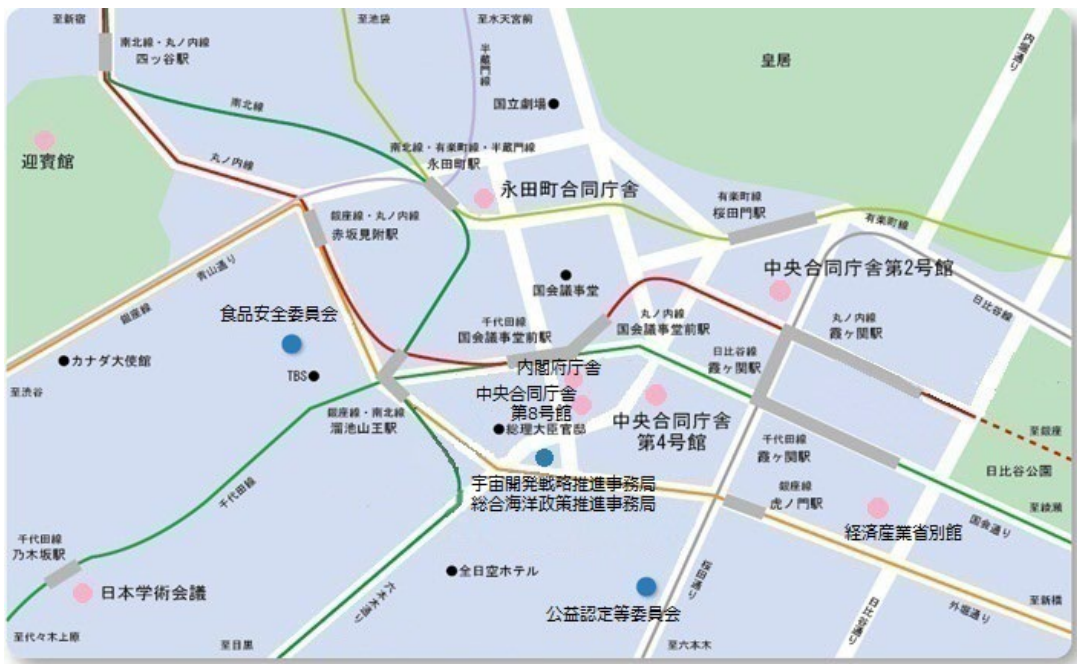 至新宿
至池袋
至水天宮前
南北線・丸ノ内線
四ツ谷駅
半蔵門線
内堀通り
皇居
国立劇場
南北線
迎賓館
丸ノ内線
南北線・有楽町線・半蔵門線
永田町駅
永田町合同庁舎
有楽町線
桜田門駅
銀座線・丸ノ内線
赤坂見附駅
有楽町線
青山通り
銀座線
国会議事堂
中央合同庁舎第2号館
日比谷線
食品安全委員会
千代田線
国会議事堂前駅
丸ノ内線
国会議事堂前駅
丸ノ内線
霞ヶ関駅
カナダ大使館
TBS
内閣府庁舎
日比谷線
霞ヶ関駅
至渋谷
中央合同庁舎
第8号館
銀座線・南北線
溜池山王駅
総理大臣官邸
中央合同庁舎
第4号館
千代田線
霞ヶ関駅
至銀座
日比谷公園
宇宙開発戦略推進事務局
総合海洋政策推進事務局
銀座線
虎ノ門駅
千代田線
至綾瀬
経済産業省別館
国会通り
千代田線
乃木坂駅
全日空ホテル
日本学術会議
六本木通り
桜田通り
公益認定等委員会
日比谷通り
外堀通り
至新橋
至代々木上原
至目黒
至六本木